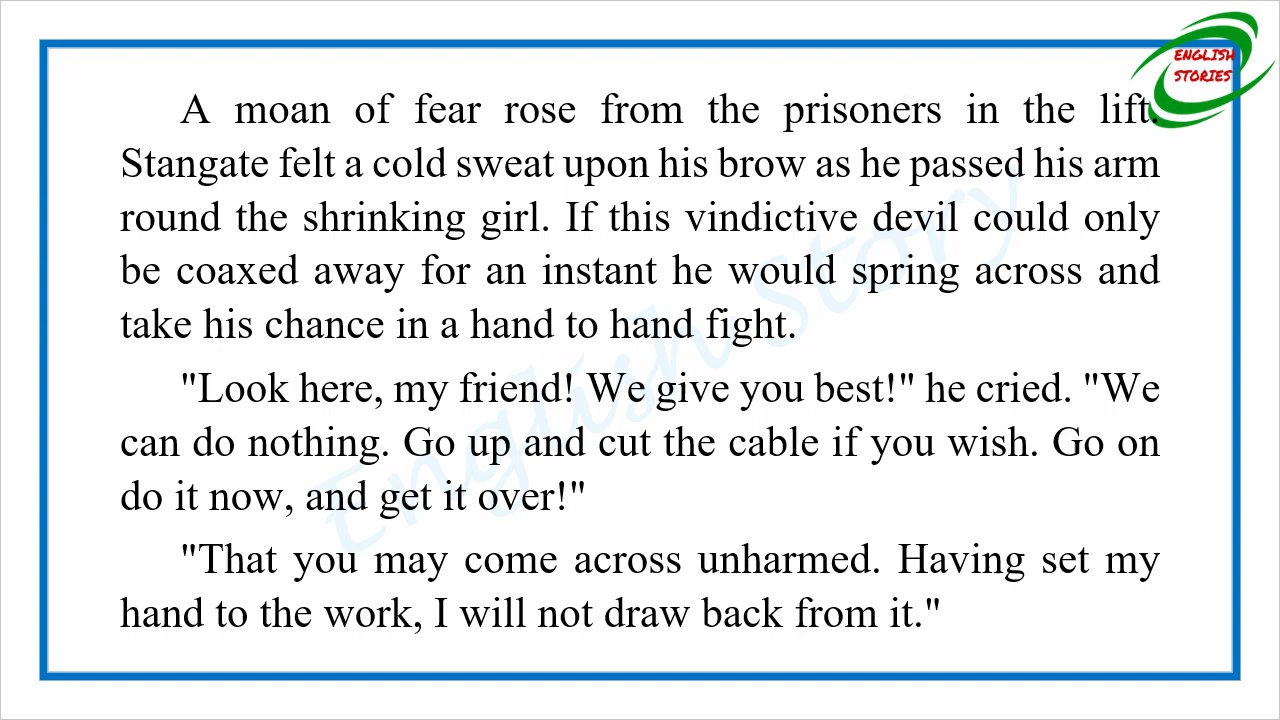 ENGLISH
STORIES
A moan of fear rose from the prisoners in the lift.
Stangate felt a cold sweat upon his brow as he passed his arm
round the shrinking girl. If this vindictive devil could only
be coaxed away for an instant he would spring across and
take his chance in a hand to hand fight.
"Look here, my friend! We give you best!" he cried. "We
can do nothing. Go up and cut the cable if you wish. Go on
do it now, and get it over!"
"That you may come across unharmed. Having set my
hand to the work, I will not draw back from it."
English Story